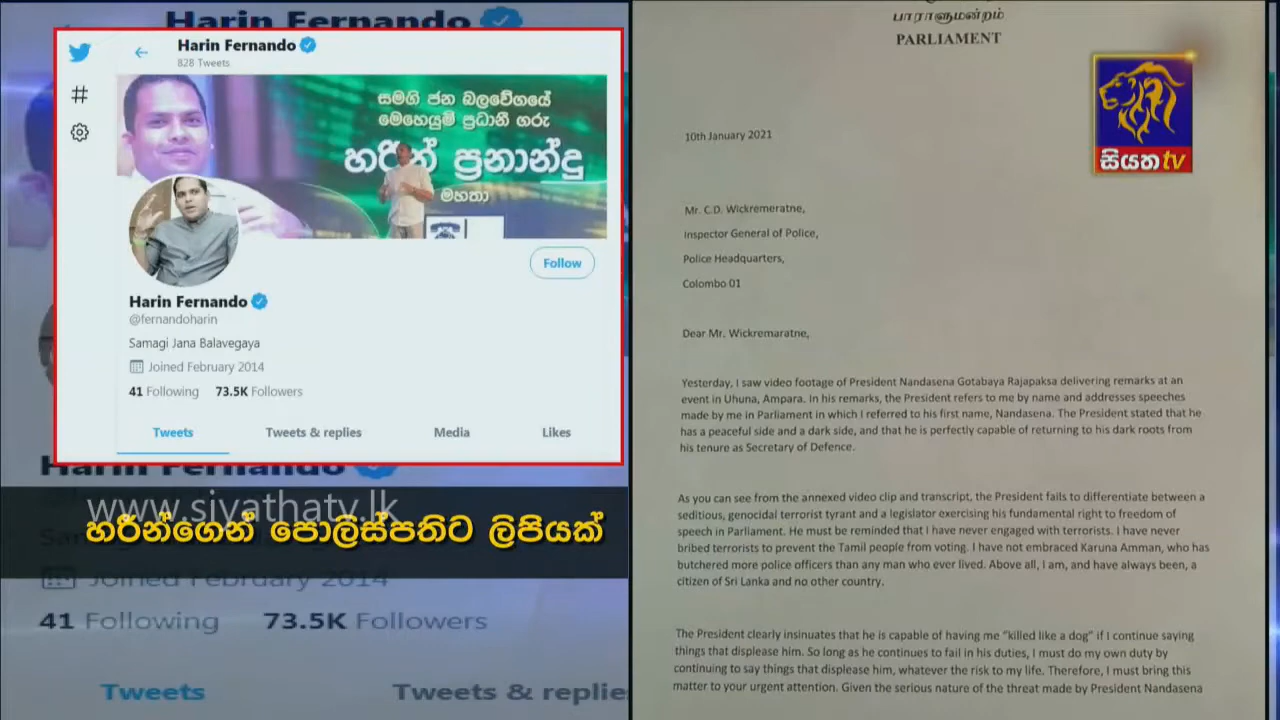 Harin Fernando
Harin Fernando
828 Tweets
සමගි ජන බලවේගයේ
මෙහෙයුම් ප්‍රධානී ගරු
හරීන් ප්‍රනාන්දු
මහතා
Follow
Harin Fernando
@fernandoharin
Samagi Jana Balavegaya
Joined February 2014
41 Following 73.5K Followers
Tweets Tweets & replies Media Likes
Harin Fernando
www.siyathatv.lk
හරීන්ගෙන් පොලිස්පතිට ලිපියක්
Joined February 2014
41 Following 73.5K Followers
Tweets Tweets & replie
பாராளுமன்றம்
PARLIAMENT
සියත tv
10th January 2021
Mr. C.D. Wickremeratne,
Inspector General of Police,
Police Headquarters,
Colombo 01
Dear Mr. Wickremaratne,
Yesterday, I saw video footage of President Nandasena Gotabaya Rajapaksa delivering remarks at an
event in Uhuna, Ampara. In his remarks, the President refers to me by name and addresses speeches
made by me in Parliament in which I referred to his first name, Nandasena. The President stated that he
has a peaceful side and a dark side, and that he is perfectly capable of returning to his dark roots from
his tenure as Secretary of Defence.
As you can see from the annexed video clip and transcript, the President fails to differentiate between a
seditious, genocidal terrorist tyrant and a legislator exercising his fundamental right to freedom of
speech in Parliament. He must be reminded that I have never engaged with terrorists. I have never
bribed terrorists to prevent the Tamil people from voting. I have not embraced Karuna Amman, who has
butchered more police officers than any man who ever lived. Above all, I am, and have always been, a
citizen of Sri Lanka and no other country.
The President clearly insinuates that he is capable of having me “killed like a dog” if I continue saying
things that displease him. So long as he continues to fail in his duties, I must do my own duty by
continuing to say things that displease him, whatever the risk to my life. Therefore, I must bring this
matter to your urgent attention. Given the serious nature of the threat made by President Nandasena